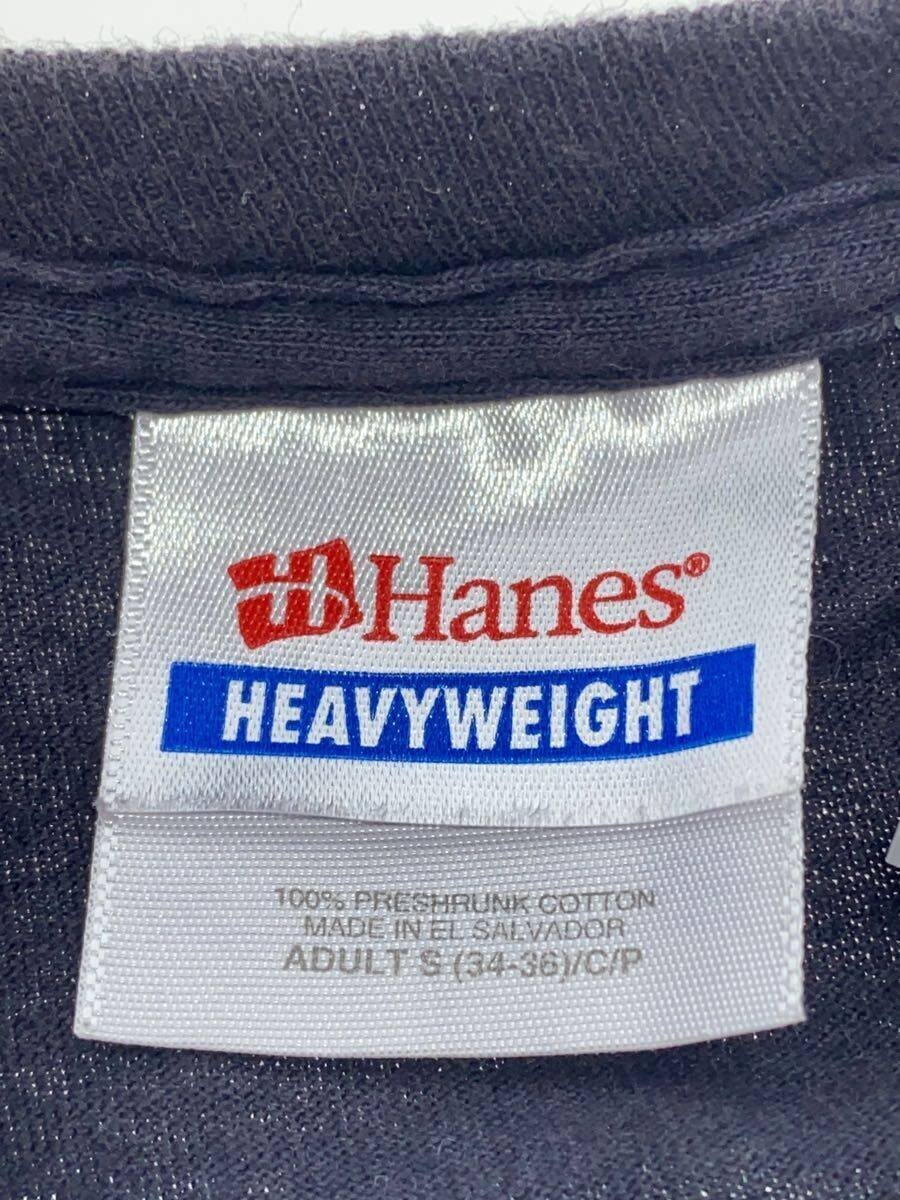 Hanes®
HEAVYWEIGHT
100% PRESHRUNK COTTON
MADE IN EL SALVADOR
ADULT S (34-36)/C/P